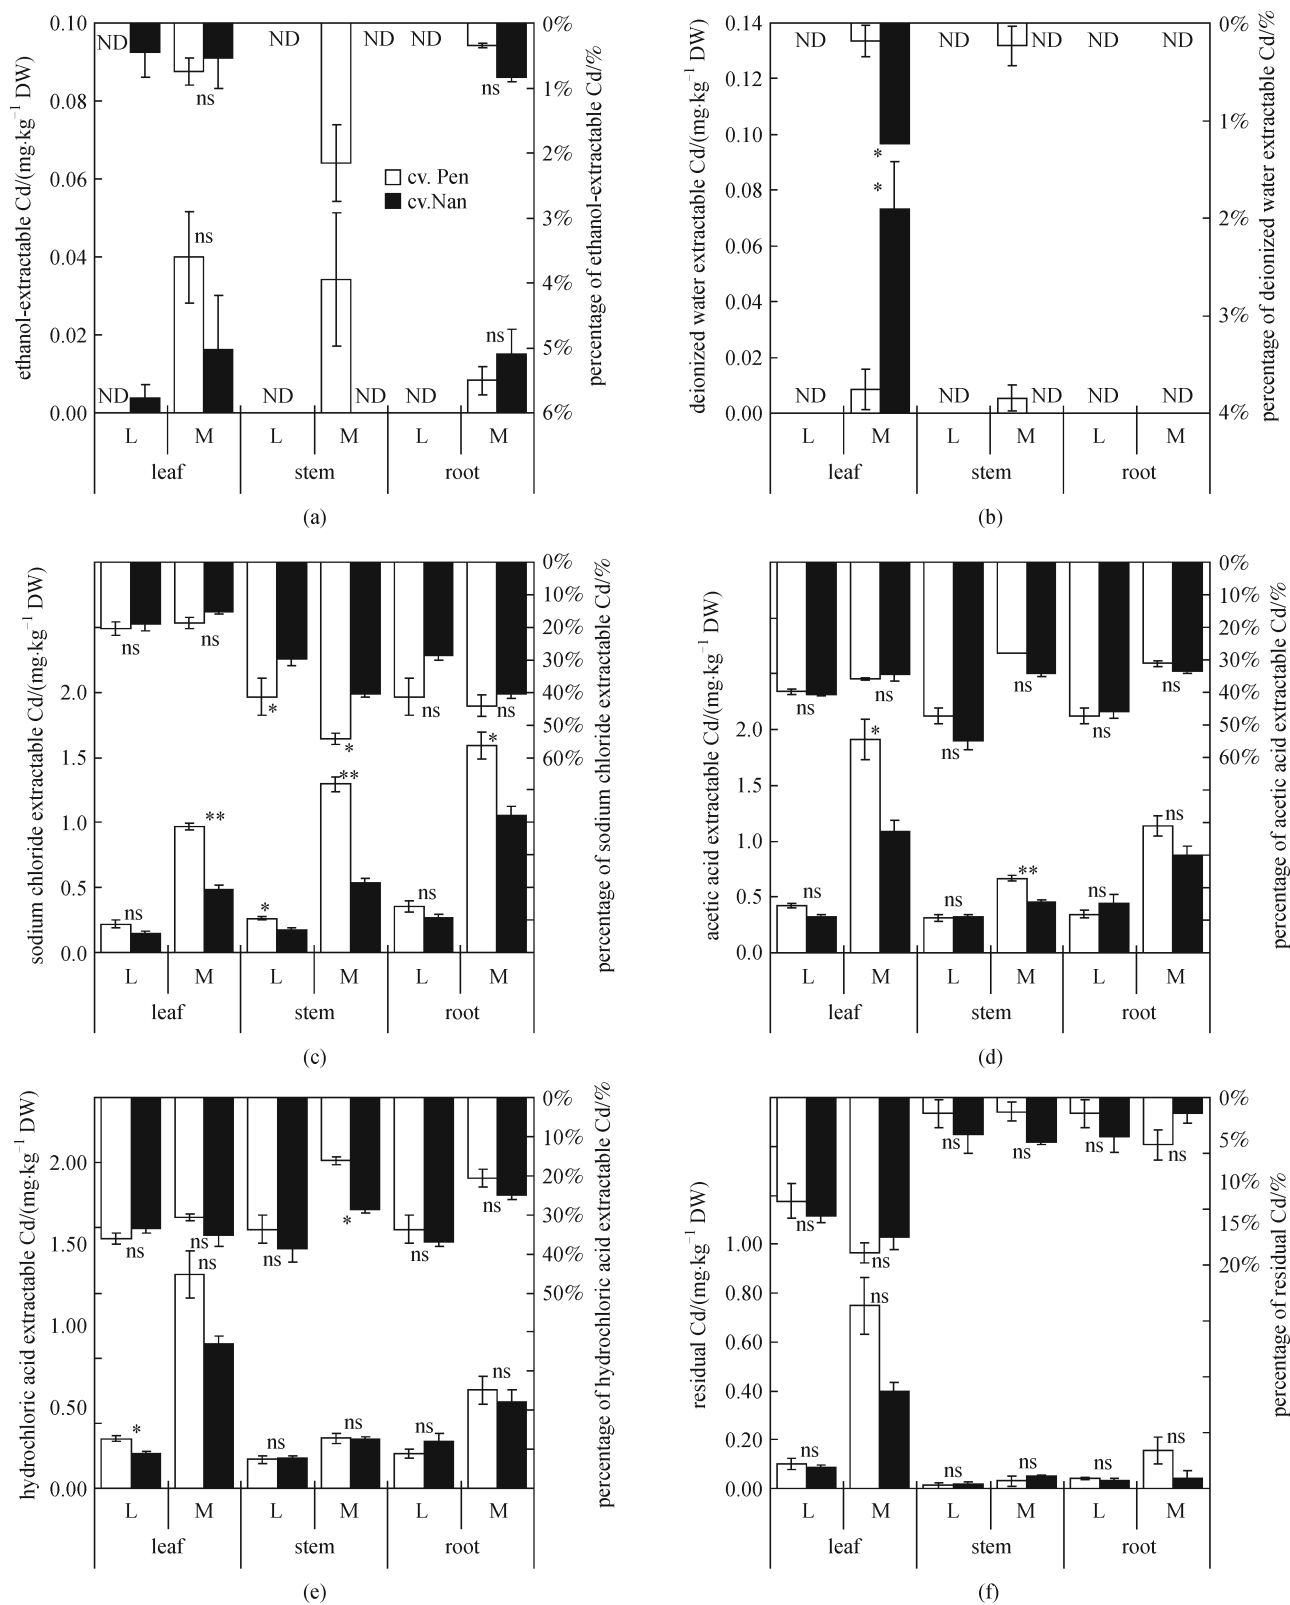 ethanol-extractable Cd/(mg·kg⁻¹ DW)
0.10
0.08
0.06
0.04
0.02
0.00
ND
ns
ND
ND
ND
ns
cv. Pen
cv.Nan
ns
ns
ND
ND
ND
ND
0%
1%
2%
3%
4%
5%
6%
percentage of ethanol-extractable Cd/%
L M L M L M
leaf stem root
(a)
deionized water extractable Cd/(mg·kg⁻¹ DW)
0.14
0.12
0.10
0.08
0.06
0.04
0.02
0.00
ND
ND
ND
ND
ND
*
*
ND
ND
ND
ND
ND
0%
1%
2%
3%
4%
percentage of deionized water extractable Cd/%
L M L M L M
leaf stem root
(b)
sodium chloride extractable Cd/(mg·kg⁻¹ DW)
2.0
1.5
1.0
0.5
0.0
ns
ns
*
*
ns
ns
ns
**
*
**
ns
*
0%
10%
20%
30%
40%
50%
60%
percentage of sodium chloride extractable Cd/%
L M L M L M
leaf stem root
(c)
acetic acid extractable Cd/(mg·kg⁻¹ DW)
2.0
1.5
1.0
0.5
0.0
ns
ns
ns
ns
ns
ns
ns
*
ns
**
ns
ns
0%
10%
20%
30%
40%
50%
60%
percentage of acetic acid extractable Cd/%
L M L M L M
leaf stem root
(d)
hydrochloric acid extractable Cd/(mg·kg⁻¹ DW)
2.00
1.50
1.00
0.50
0.00
ns
ns
ns
*
ns
ns
*
ns
ns
ns
ns
ns
0%
10%
20%
30%
40%
50%
percentage of hydrochloric acid extractable Cd/%
L M L M L M
leaf stem root
(e)
residual Cd/(mg·kg⁻¹ DW)
1.00
0.80
0.60
0.40
0.20
0.00
ns
ns
ns
ns
ns
ns
ns
ns
ns
ns
ns
ns
0%
5%
10%
15%
20%
percentage of residual Cd/%
L M L M L M
leaf stem root
(f)